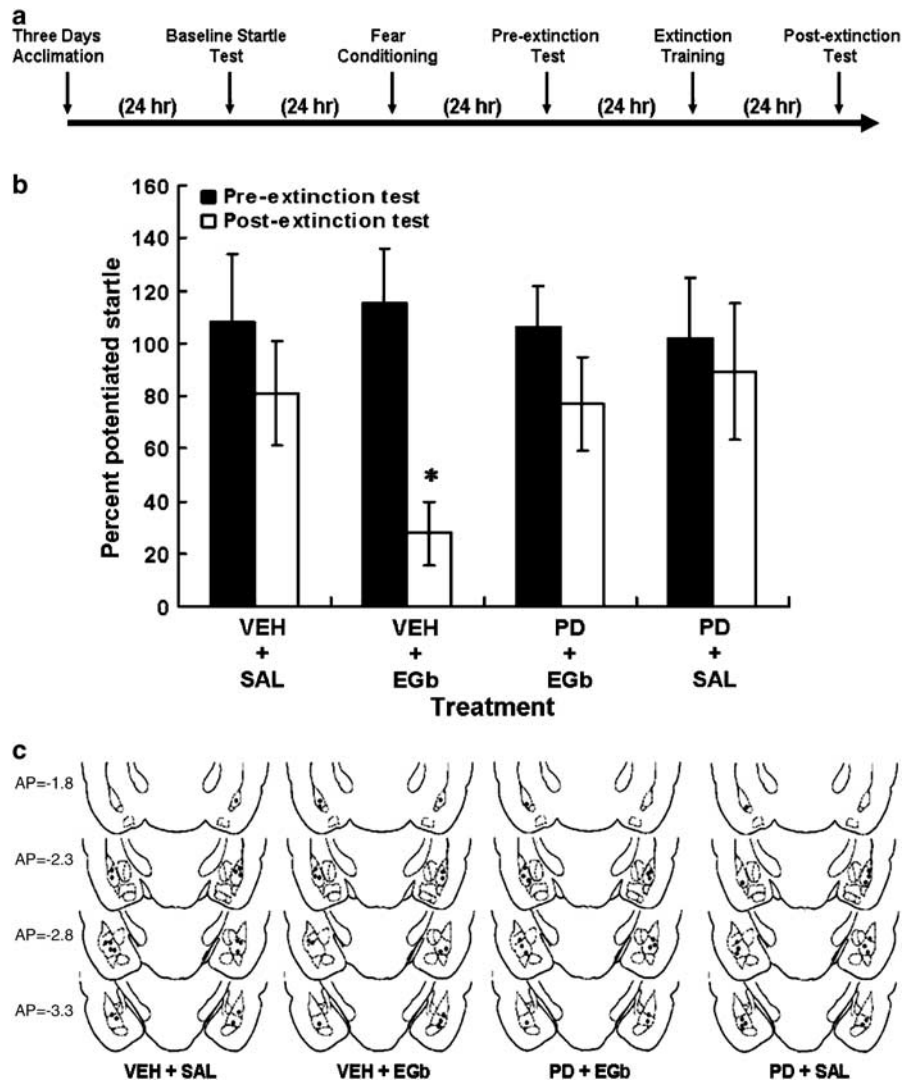 a
Three Days Acclimation
Baseline Startle Test
Fear Conditioning
Pre-extinction Test
Extinction Training
Post-extinction Test
(24 hr) (24 hr) (24 hr) (24 hr) (24 hr)
b
Percent potentiated startle
160
140
120
100
80
60
40
20
0
Pre-extinction test
Post-extinction test
*
VEH + SAL
VEH + EGb
PD + EGb
PD + SAL
Treatment
c
AP=-1.8
AP=-2.3
AP=-2.8
AP=-3.3
VEH + SAL VEH + EGb PD + EGb PD + SAL